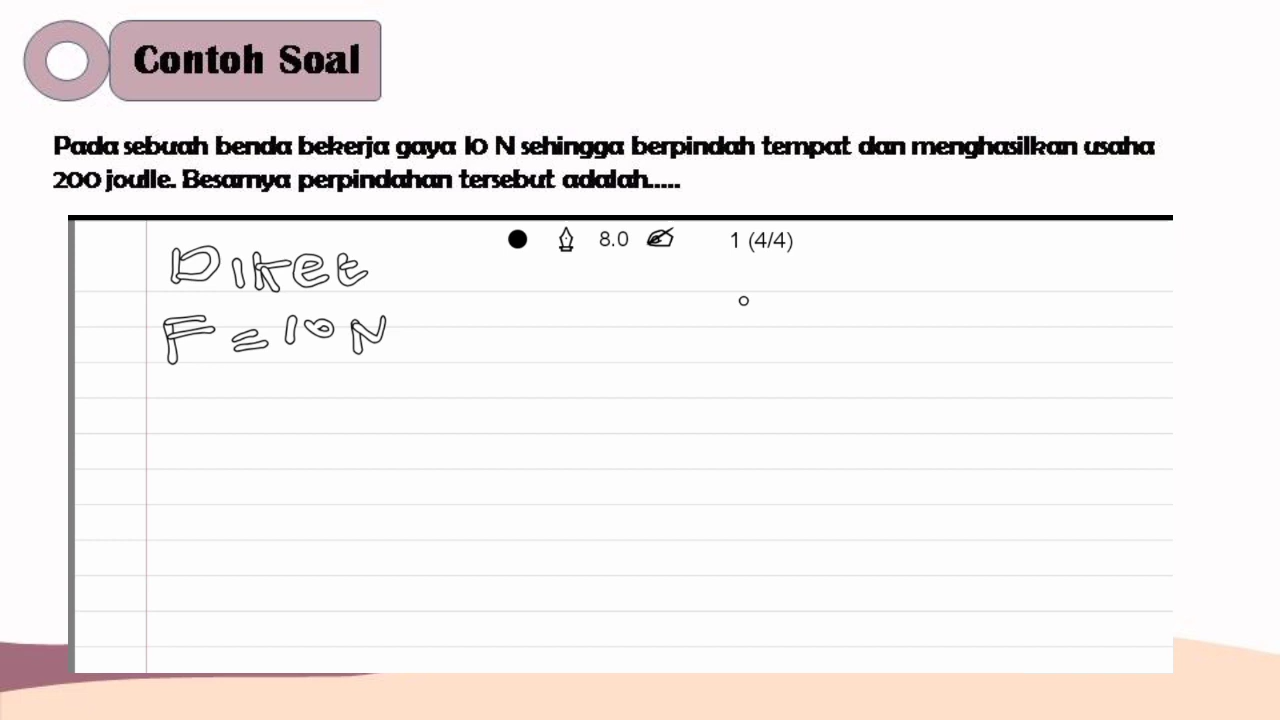 Contoh Soal
Pada sebuah benda bekerja gaya 10 N sehingga berpindah tempat dan menghasilkan usaha
200 joulle. Besarnya perpindahan tersebut adalah.....
8.0 1 (4/4)
Diket
F = 10 N